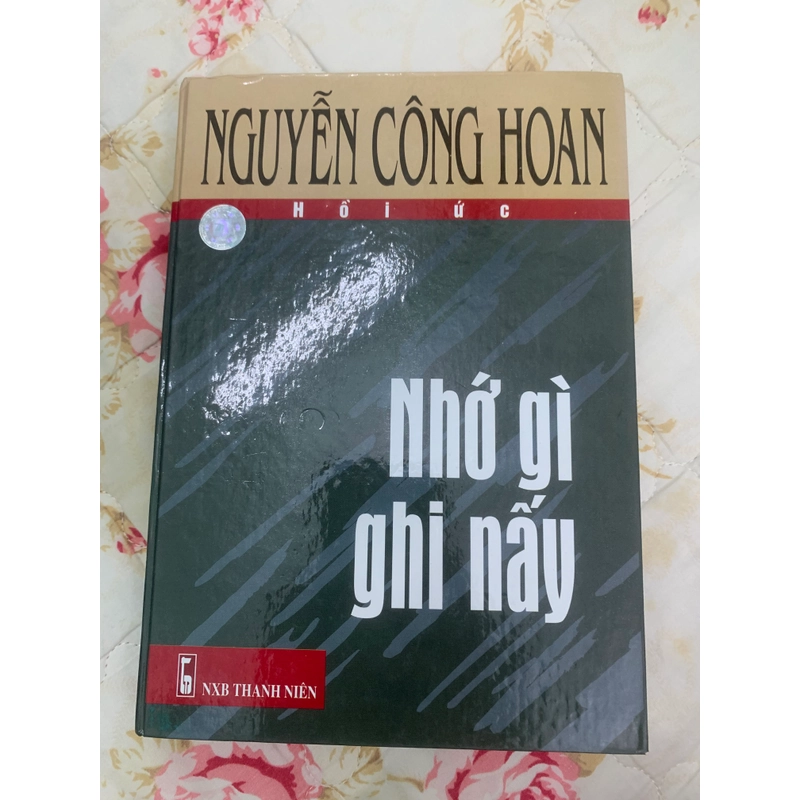 NGUYỄN CÔNG HOAN
Hồi ức
Nhớ gì
ghi nấy
NXB THANH NIÊN